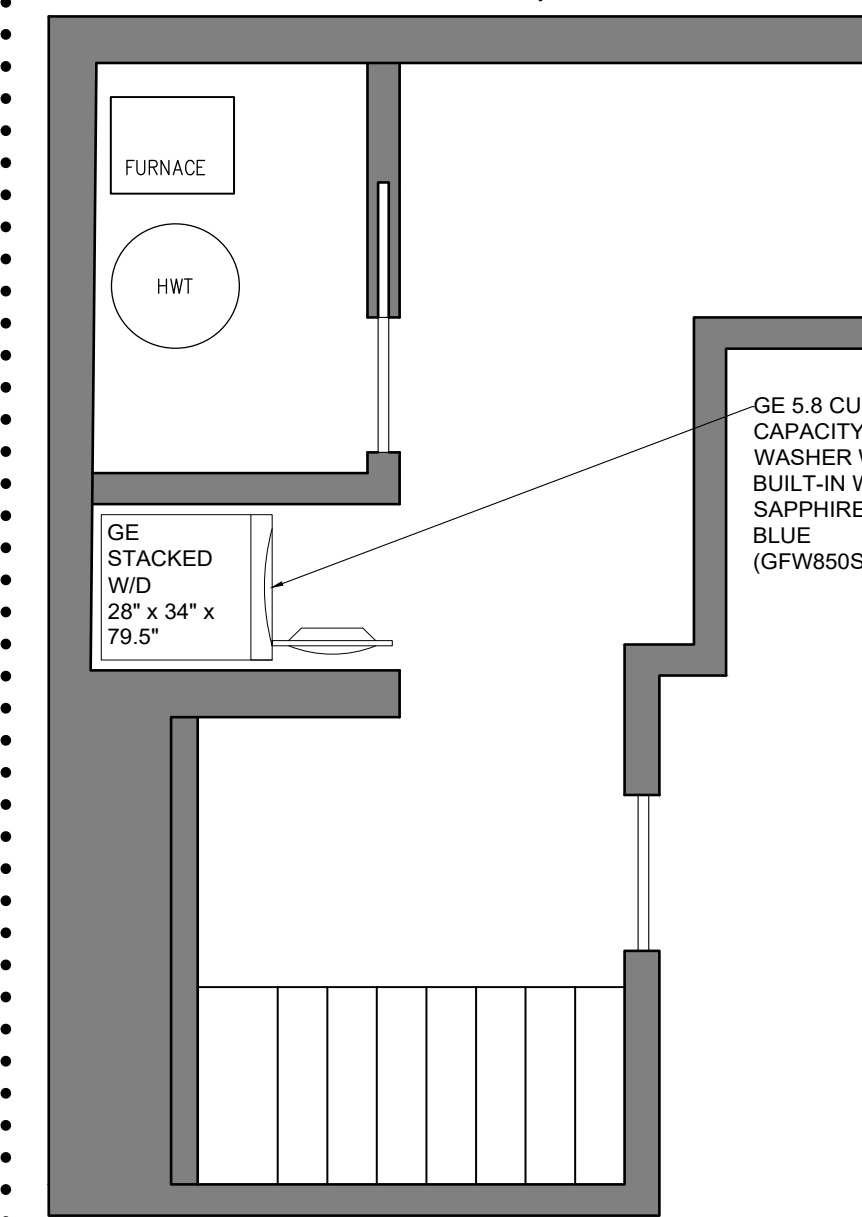 FURNACE
HWT
GE 5.8 CU
CAPACITY
WASHER
BUILT-IN
SAPPHIRE
BLUE
(GFW850S
GE
STACKED
W/D
28" x 34" x
79.5"